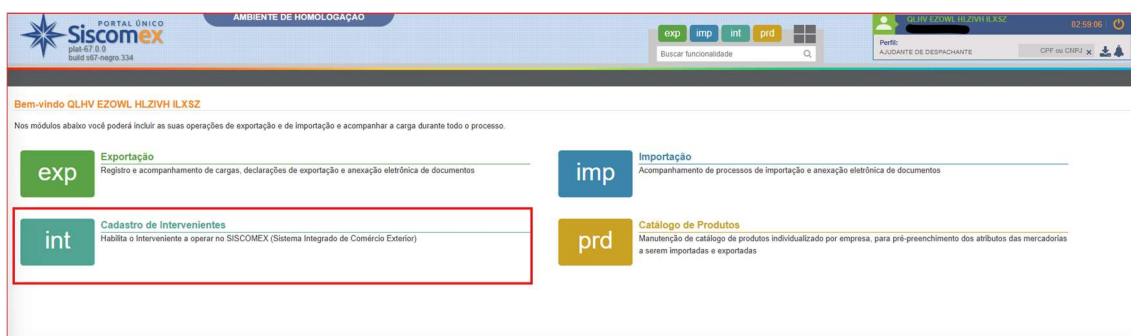 PORTAL ÚNICO
Siscomex
plat-67.0.0
build s67-negro.334
AMBIENTE DE HOMOLOGAÇÃO
exp imp int prd
Buscar funcionalidade
QLHV EZOWL HLZIVH ILXSZ
02:59:06
Perfil:
AJUDANTE DE DESPACHANTE
CPF ou CNPJ x
Bem-vindo QLHV EZOWL HLZIVH ILXSZ
Nos módulos abaixo você poderá incluir as suas operações de exportação e de importação e acompanhar a carga durante todo o processo.
exp
Exportação
Registro e acompanhamento de cargas, declarações de exportação e anexação eletrônica de documentos
imp
Importação
Acompanhamento de processos de importação e anexação eletrônica de documentos
int
Cadastro de Intervenientes
Habilita o Interveniente a operar no SISCOMEX (Sistema Integrado de Comércio Exterior)
prd
Catálogo de Produtos
Manutenção de catálogo de produtos individualizado por empresa, para pré-preenchimento dos atributos das mercadorias
a serem importadas e exportadas